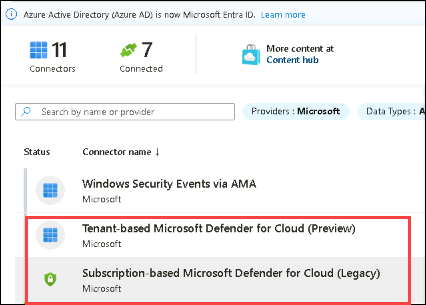 Azure Active Directory (Azure AD) is now Microsoft Entra ID. Learn more
11
Connectors
7
Connected
More content at
Content hub
Search by name or provider
Providers : Microsoft
Data Types : A
Status
Connector name ↓
Windows Security Events via AMA
Microsoft
Tenant-based Microsoft Defender for Cloud (Preview)
Microsoft
Subscription-based Microsoft Defender for Cloud (Legacy)
Microsoft